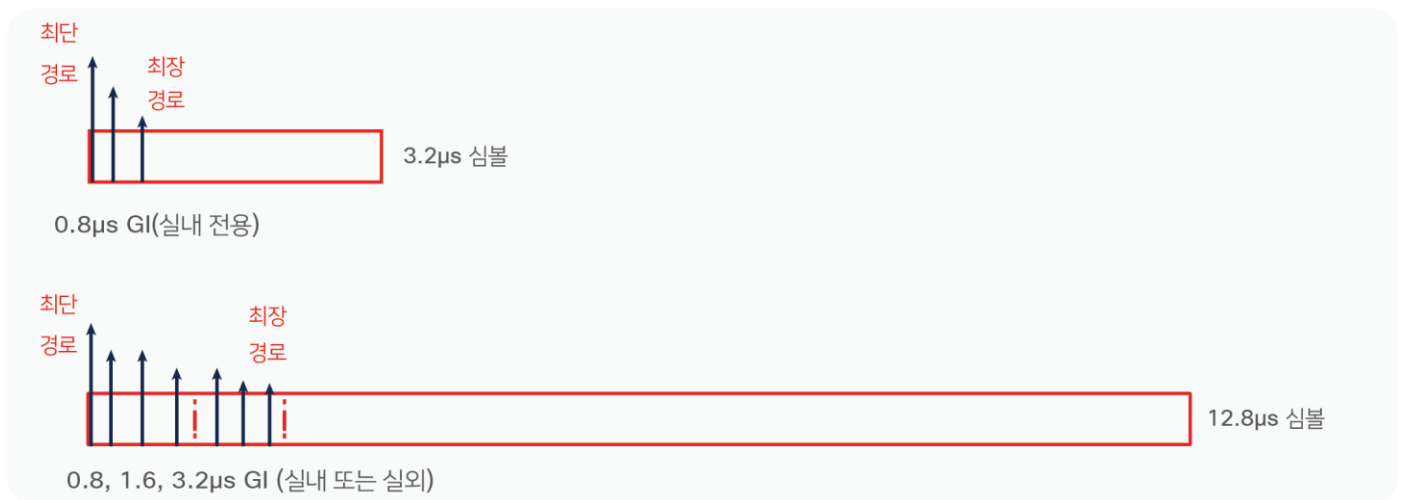 최단
경로
최장
경로
3.2µs 심볼
0.8µs GI(실내 전용)
최단
경로
최장
경로
12.8µs 심볼
0.8, 1.6, 3.2µs GI (실내 또는 실외)